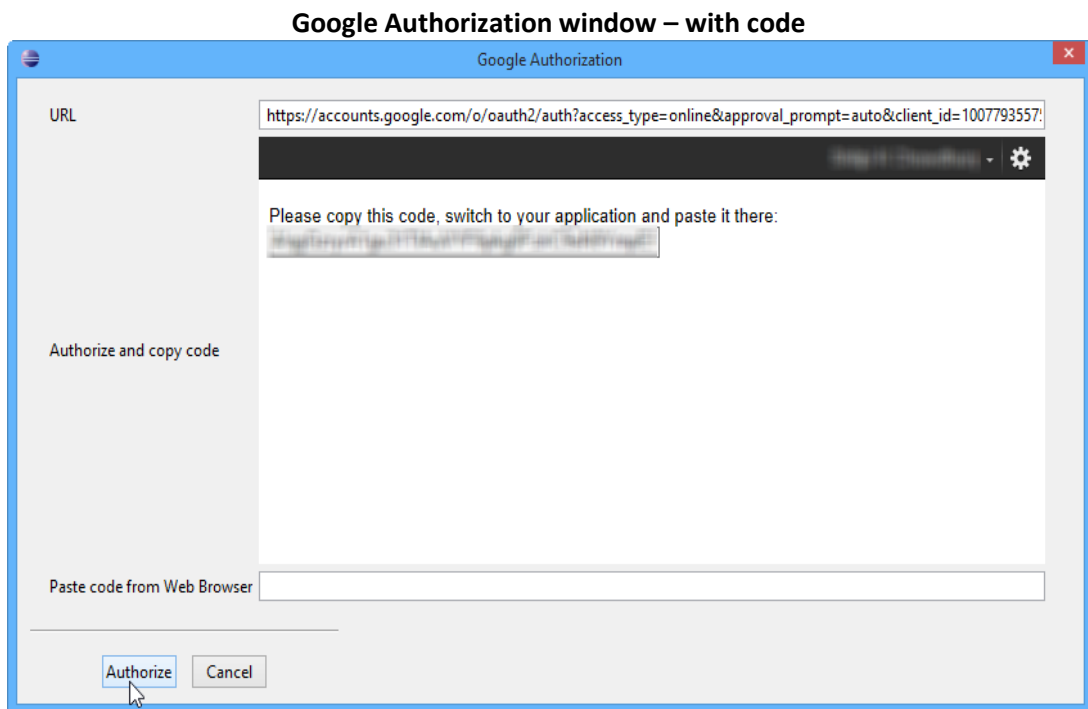 Google Authorization window – with code
Google Authorization
URL
https://accounts.google.com/o/oauth2/auth?access_type=online&approval_prompt=auto&client_id=1007793557
Please copy this code, switch to your application and paste it there:
Authorize and copy code
Paste code from Web Browser
Authorize
Cancel